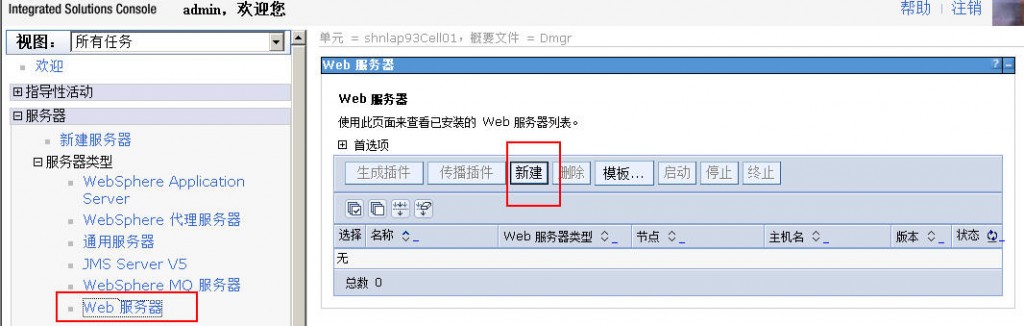 Integrated Solutions Console admin，欢迎您 帮助 | 注销
视图： 所有任务
欢迎
指导性活动
服务器
新建服务器
服务器类型
WebSphere Application
Server
WebSphere 代理服务器
通用服务器
JMS Server V5
WebSphere MQ 服务器
Web 服务器
单元 = shnlap93Cell01，概要文件 = Dmgr
Web 服务器 ? -
Web 服务器
使用此页面来查看已安装的 Web 服务器列表。
首选项
生成插件 传播插件 新建 删除 模板... 启动 停止 终止
选择 名称 Web 服务器类型 节点 主机名 版本 状态
无
总数 0